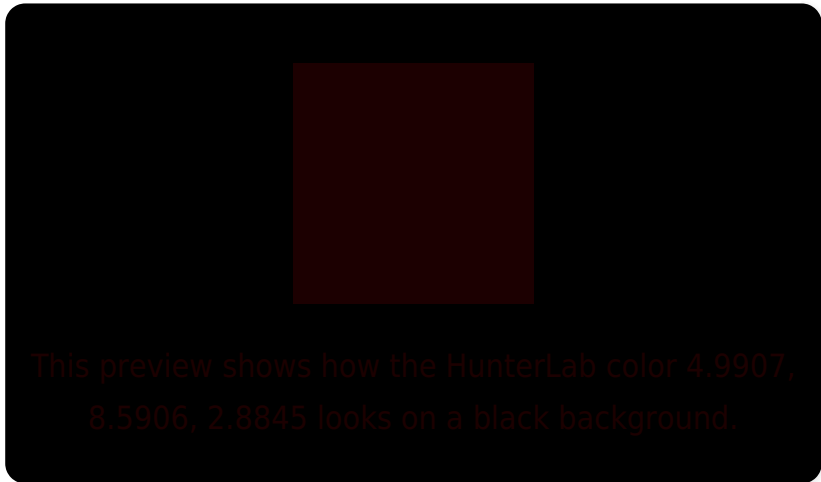 This preview shows how the HunterLab color 4.9907,
8.5906, 2.8845 looks on a black background.